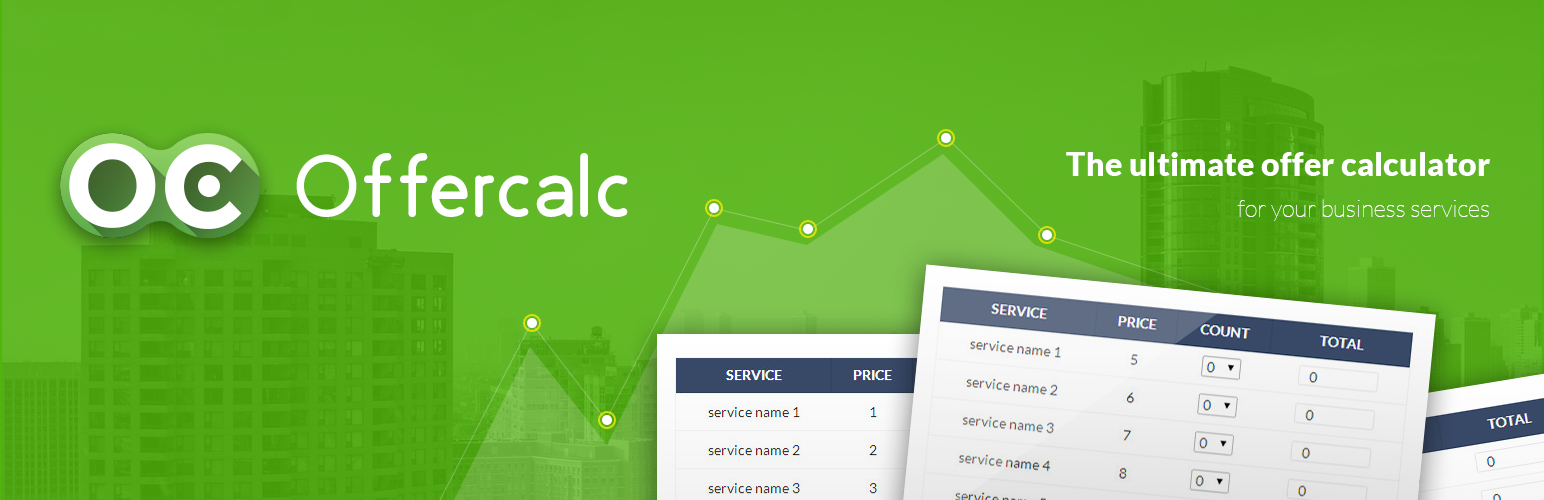 OC Offercalc
The ultimate offer calculator
for your business services
SERVICE PRICE
service name 1 1
service name 2 2
service name 3 3
SERVICE PRICE COUNT TOTAL
service name 1 5 0 0
service name 2 6 0 0
service name 3 7 0 0
service name 4 8 0 0
TOTAL
0